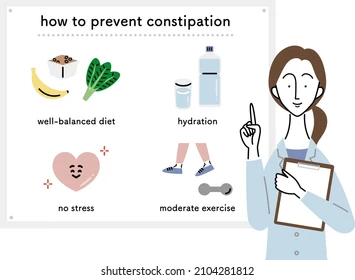 how to prevent constipation
well-balanced diet
hydration
no stress
moderate exercise
shutterstock.com · 2104281812